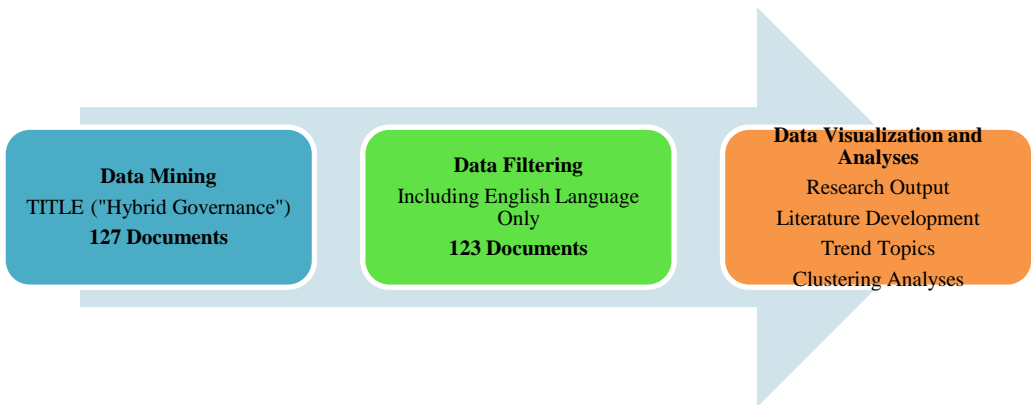 Data Mining
TITLE ("Hybrid Governance")
127 Documents
Data Filtering
Including English Language
Only
123 Documents
Data Visualization and
Analyses
Research Output
Literature Development
Trend Topics
Clustering Analyses